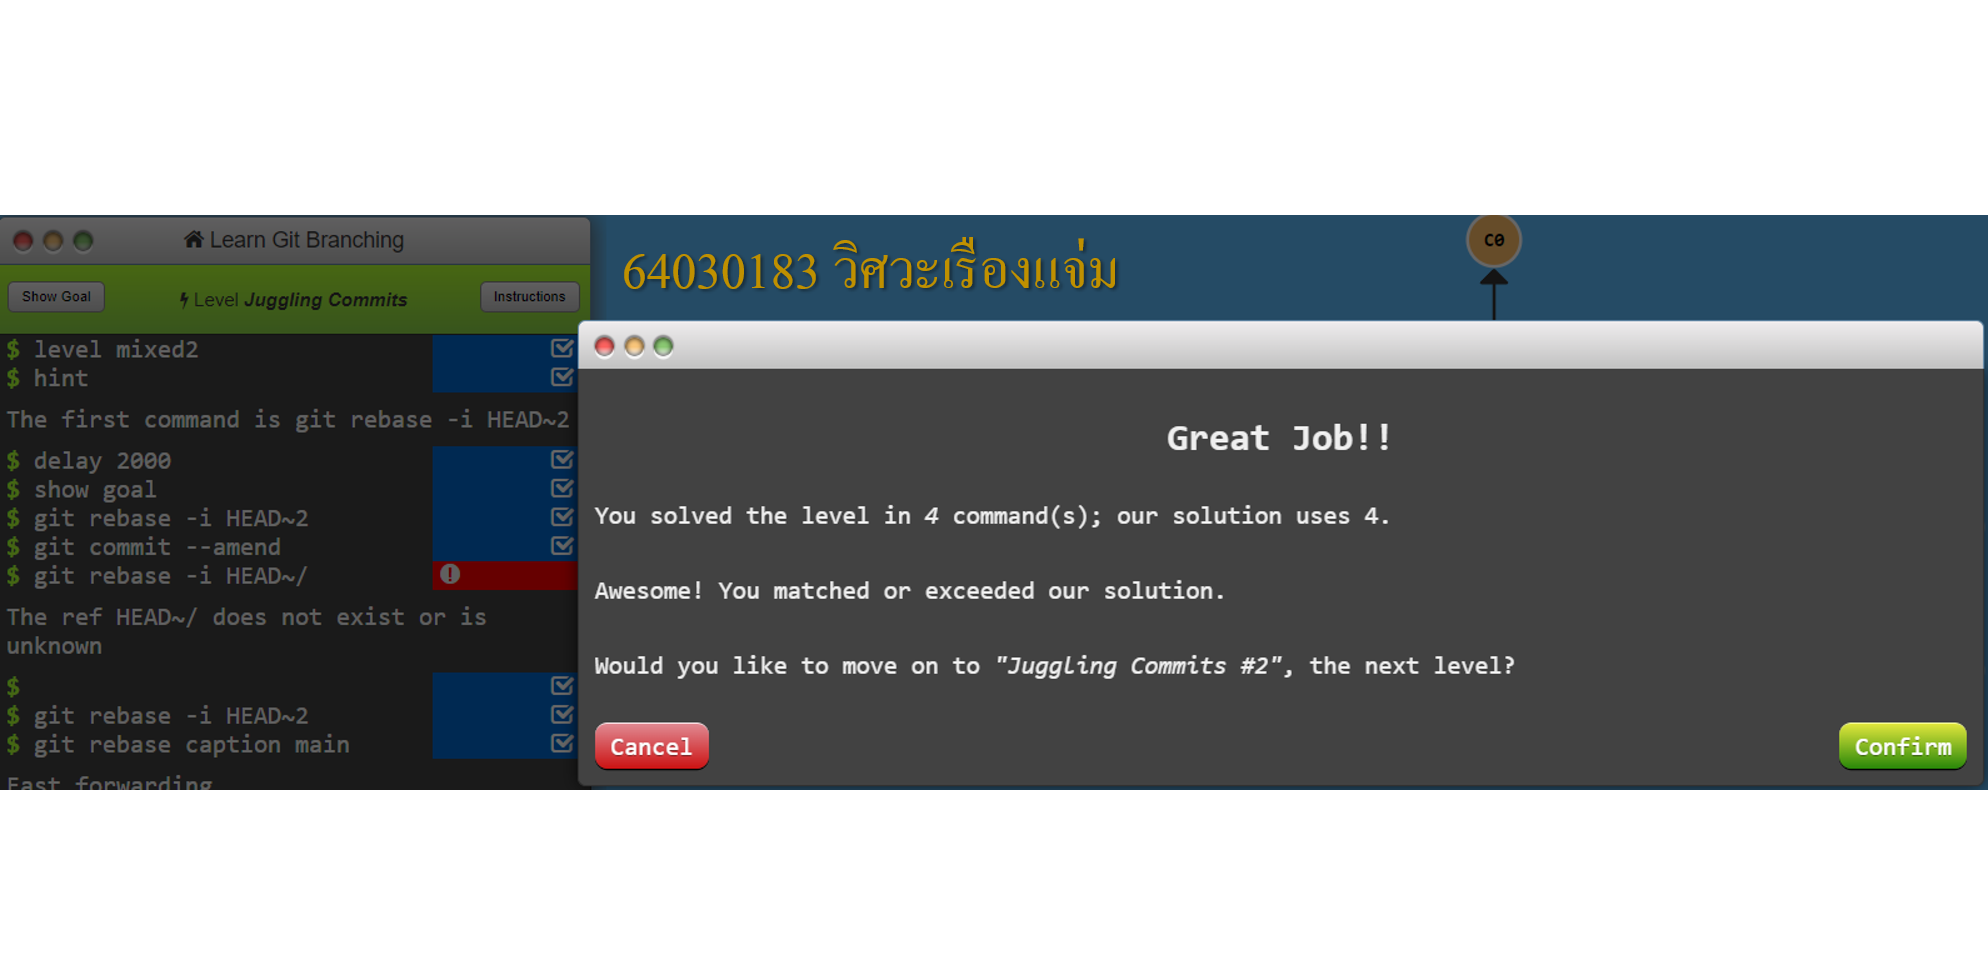 Learn Git Branching
Show Goal
Level Juggling Commits
Instructions
$ level mixed2
$ hint
The first command is git rebase -i HEAD~2
$ delay 2000
$ show goal
$ git rebase -i HEAD~2
$ git commit --amend
$ git rebase -i HEAD~/
The ref HEAD~/ does not exist or is
unknown
$
$ git rebase -i HEAD~2
$ git rebase caption main
Fast forwarding
64030183 วิศวะเรืองแจ่ม
C0
Great Job!!
You solved the level in 4 command(s); our solution uses 4.
Awesome! You matched or exceeded our solution.
Would you like to move on to "Juggling Commits #2", the next level?
Cancel
Confirm